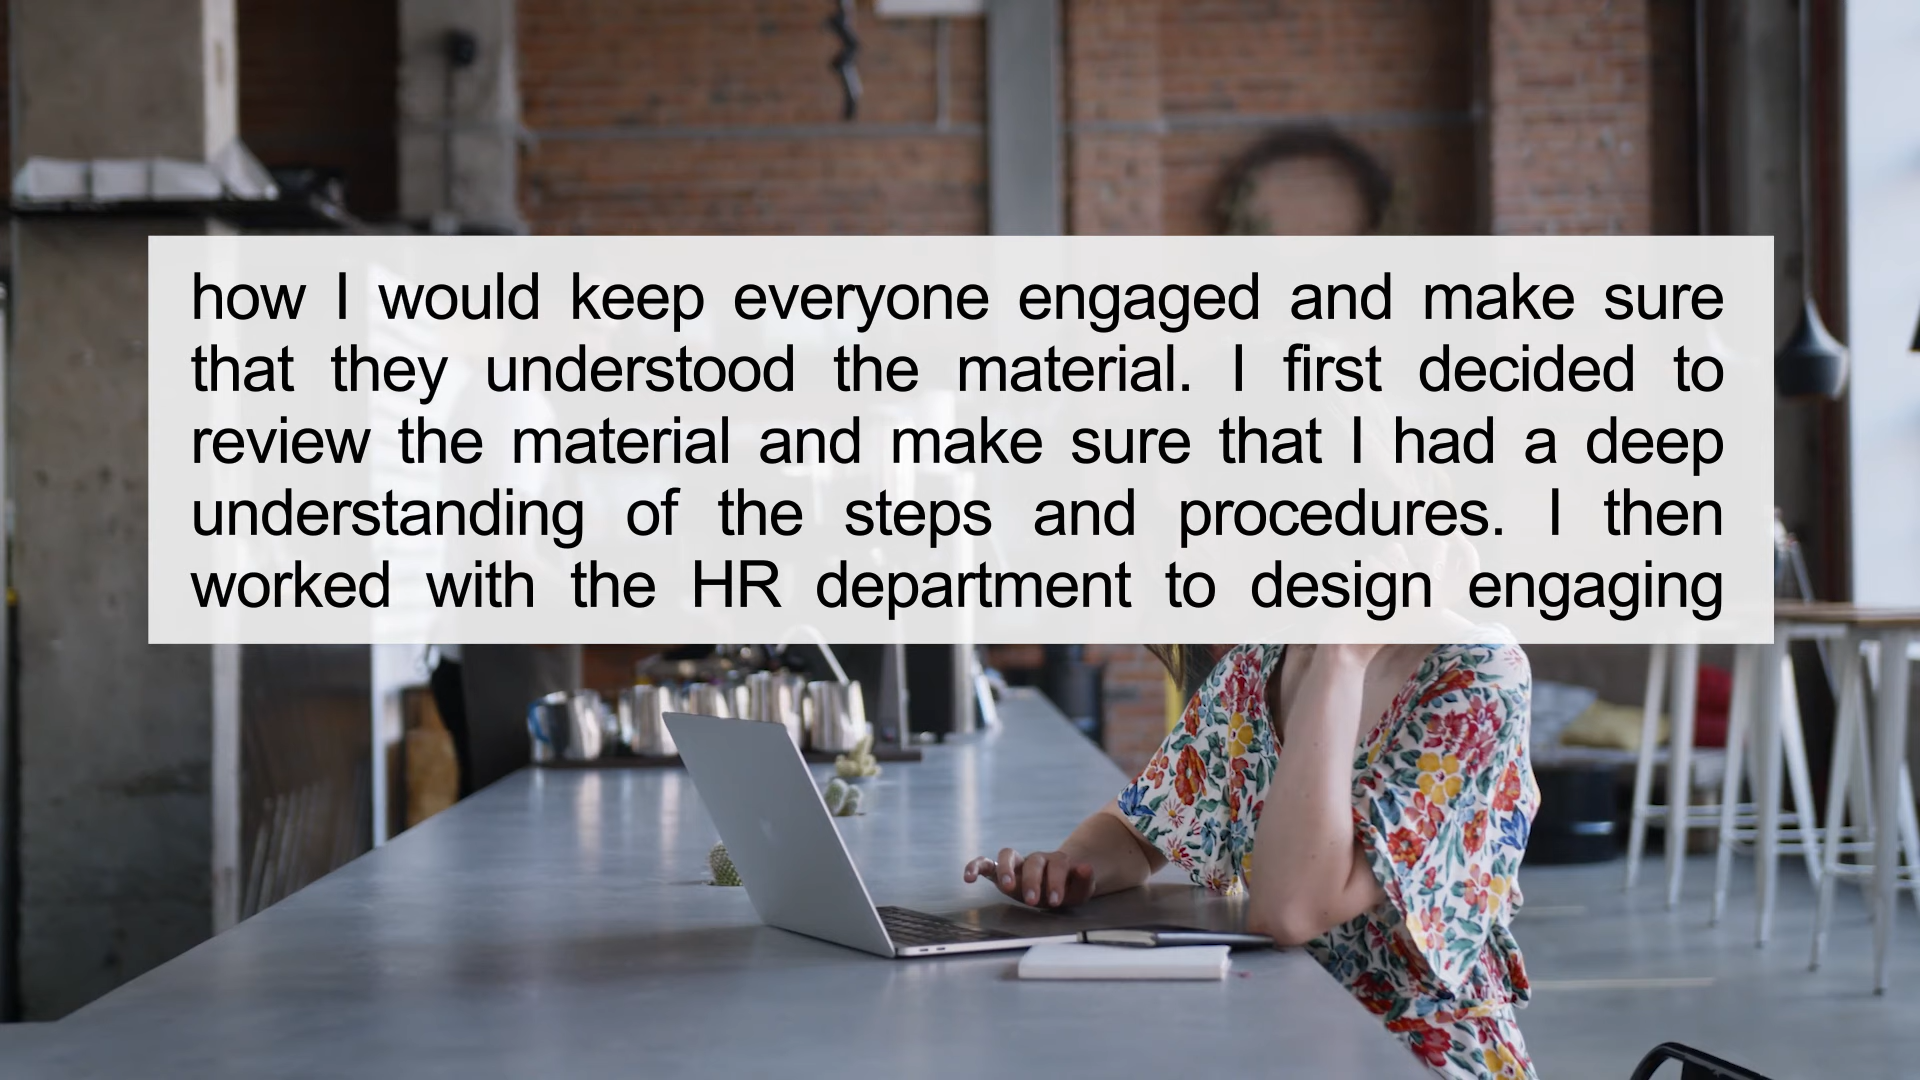 how I would keep everyone engaged and make sure
that they understood the material. I first decided to
review the material and make sure that I had a deep
understanding of the steps and procedures. I then
worked with the HR department to design engaging